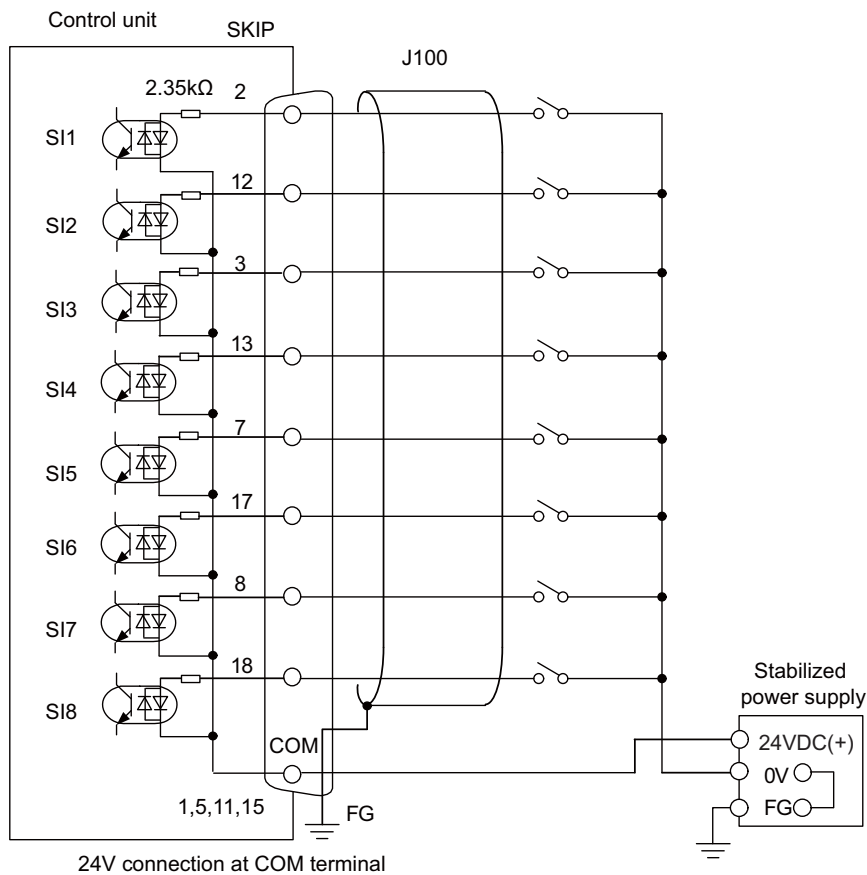 Control unit
SKIP
J100
2.35kΩ
2
SI1
12
SI2
3
SI3
13
SI4
7
SI5
17
SI6
8
SI7
18
SI8
Stabilized
power supply
24VDC(+)
COM
0V
1,5,11,15
FG
FG
24V connection at COM terminal